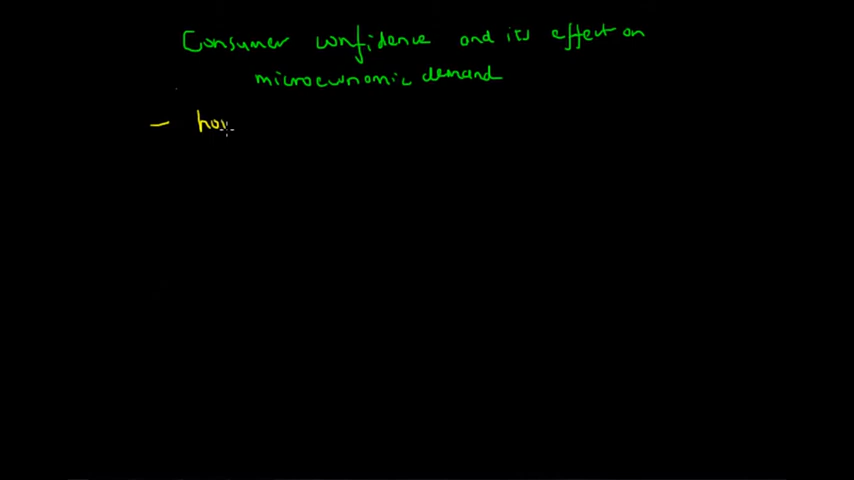 Consumer confidence and its effect on
microeconomic demand
- how